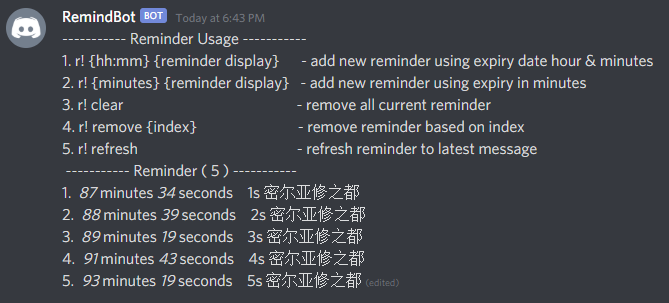 RemindBot BOT Today at 6:43 PM
----------- Reminder Usage -----------
1. r! {hh:mm} {reminder display} - add new reminder using expiry date hour & minutes
2. r! {minutes} {reminder display} - add new reminder using expiry in minutes
3. r! clear - remove all current reminder
4. r! remove {index} - remove reminder based on index
5. r! refresh - refresh reminder to latest message
----------- Reminder ( 5 ) -----------
1. 87 minutes 34 seconds 1s 密尔亚修之都
2. 88 minutes 39 seconds 2s 密尔亚修之都
3. 89 minutes 19 seconds 3s 密尔亚修之都
4. 91 minutes 43 seconds 4s 密尔亚修之都
5. 93 minutes 19 seconds 5s 密尔亚修之都 (edited)